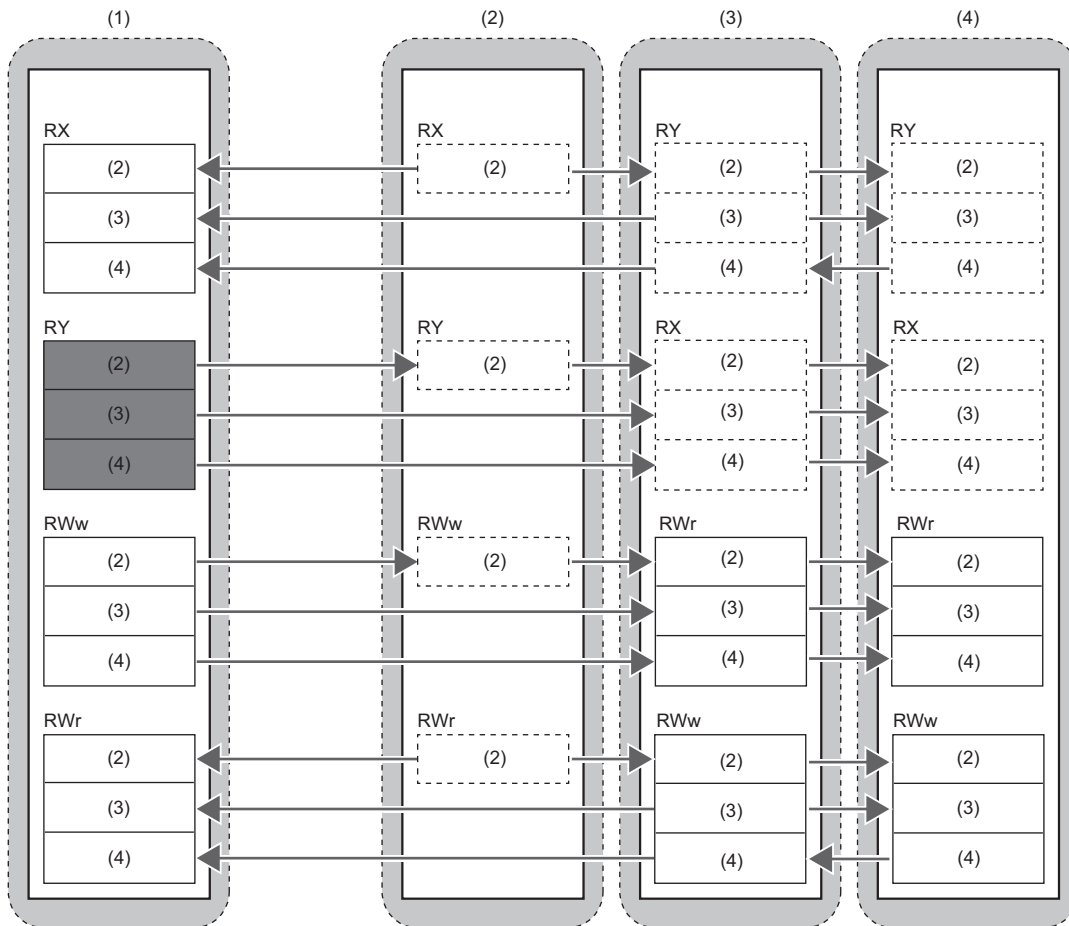 (1) (2) (3) (4)
RX RX RY RY
(2) (2) (2) (2)
(3) (3) (3)
(4) (4) (4)
RY RY RX RX
(2) (2) (2) (2)
(3) (3) (3)
(4) (4) (4)
RWw RWw RWr RWr
(2) (2) (2) (2)
(3) (3) (3)
(4) (4) (4)
RWr RWr RWw RWw
(2) (2) (2) (2)
(3) (3) (3)
(4) (4) (4)